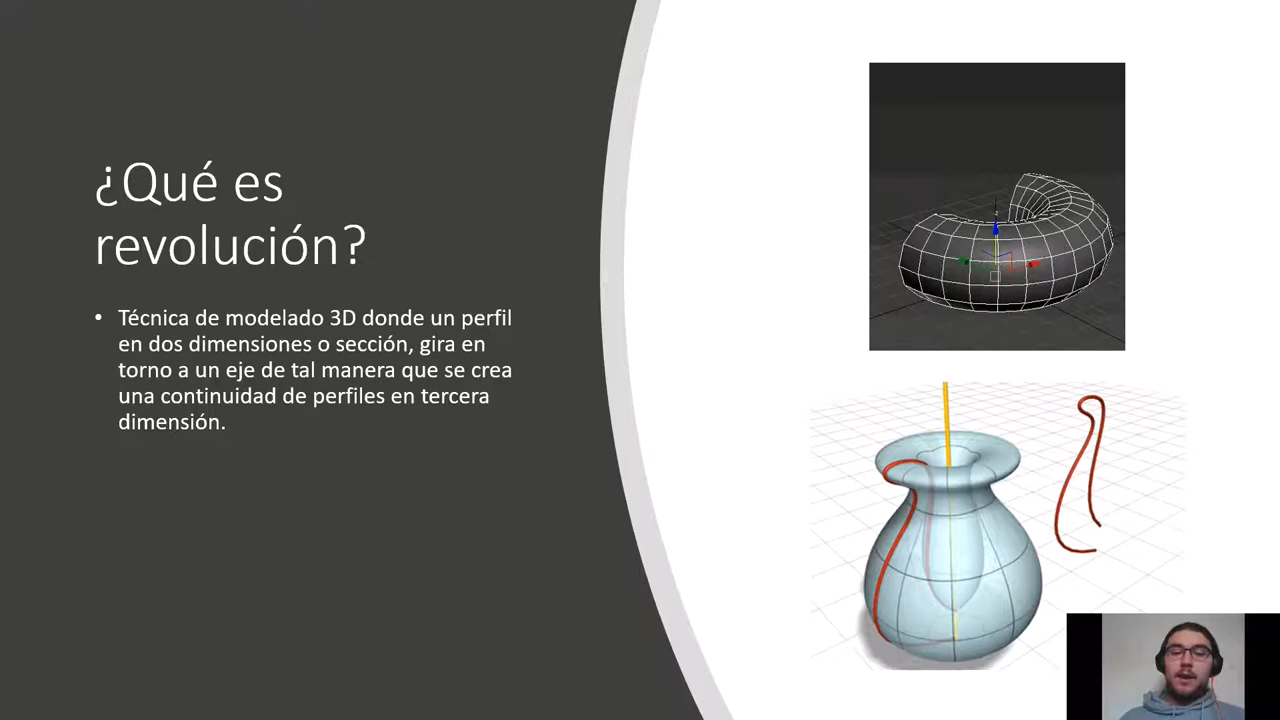 ¿Qué es
revolución?
• Técnica de modelado 3D donde un perfil
en dos dimensiones o sección, gira en
torno a un eje de tal manera que se crea
una continuidad de perfiles en tercera
dimensión.